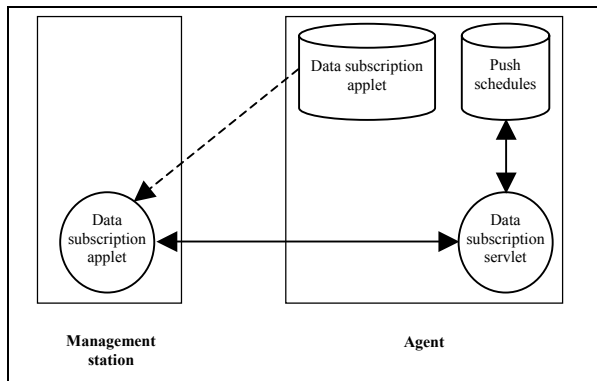 Data subscription
applet
Push
schedules
Data
subscription
applet
Data
subscription
servlet
Management
station
Agent